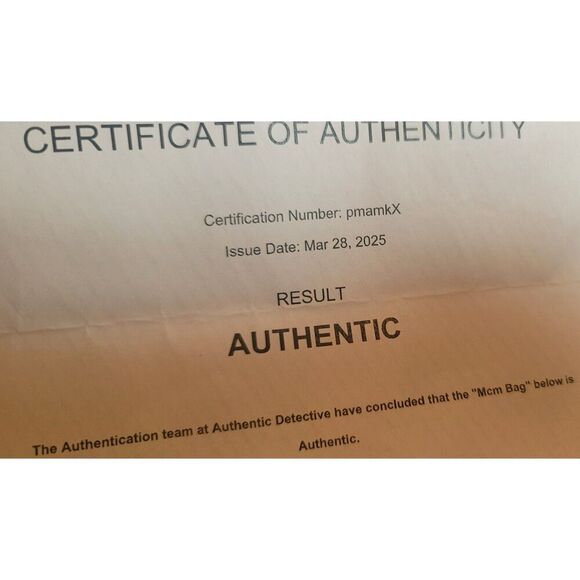 CERTIFICATE OF AUTHENTICITY
Certification Number: pmamkX
Issue Date: Mar 28, 2025
RESULT
AUTHENTIC
The Authentication team at Authentic Detective have concluded that the "Mcm Bag" below is
Authentic.